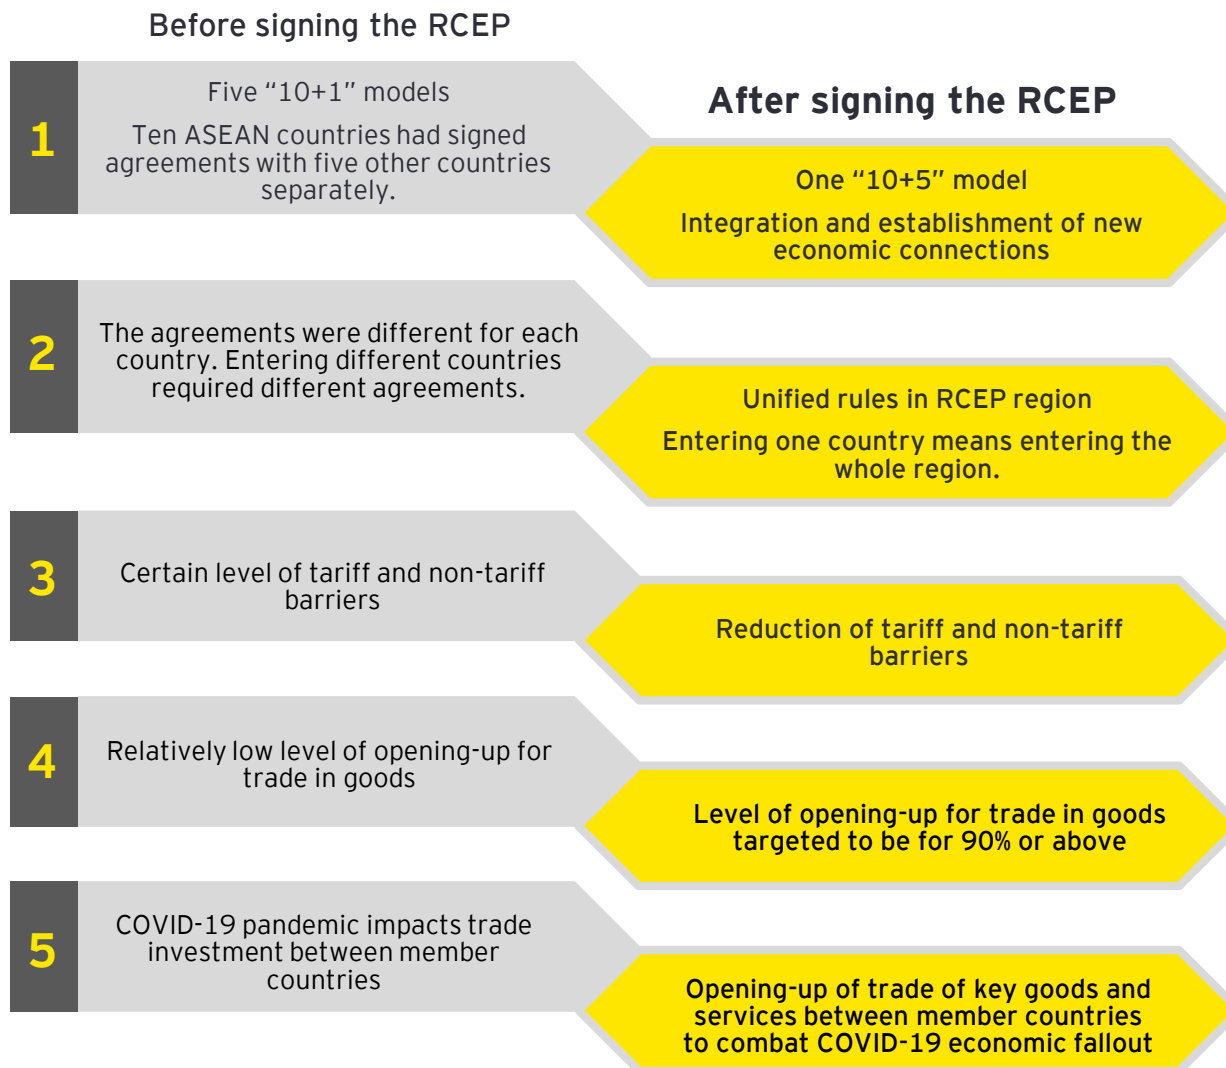 Before signing the RCEP
After signing the RCEP
1
Five “10+1” models
Ten ASEAN countries had signed
agreements with five other countries
separately.
One “10+5” model
Integration and establishment of new
economic connections
2
The agreements were different for each
country. Entering different countries
required different agreements.
Unified rules in RCEP region
Entering one country means entering the
whole region.
3
Certain level of tariff and non-tariff
barriers
Reduction of tariff and non-tariff
barriers
4
Relatively low level of opening-up for
trade in goods
Level of opening-up for trade in goods
targeted to be for 90% or above
5
COVID-19 pandemic impacts trade
investment between member
countries
Opening-up of trade of key goods and
services between member countries
to combat COVID-19 economic fallout